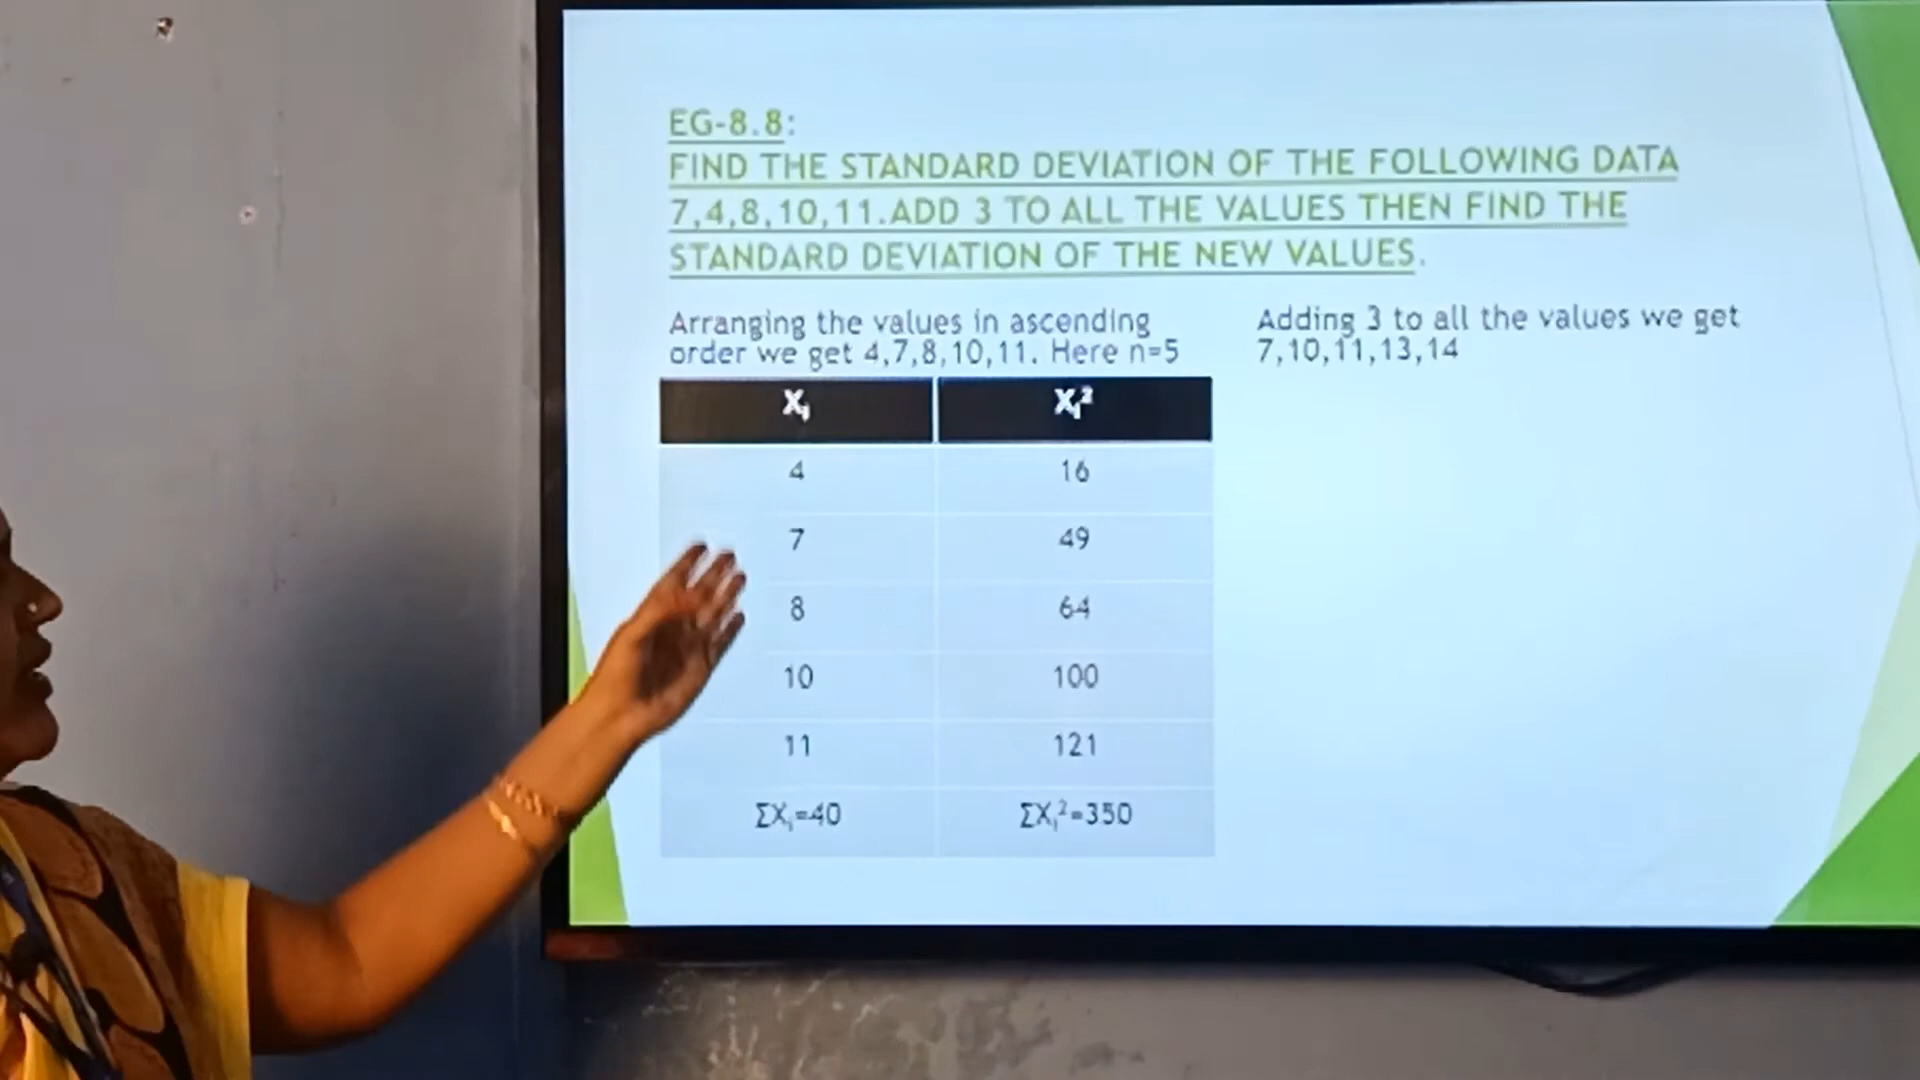 EG-8.8:
FIND THE STANDARD DEVIATION OF THE FOLLOWING DATA
7,4,8,10,11.ADD 3 TO ALL THE VALUES THEN FIND THE
STANDARD DEVIATION OF THE NEW VALUES.
Arranging the values in ascending
order we get 4,7,8,10,11. Here n=5
Xᵢ Xᵢ²
4 16
7 49
8 64
10 100
11 121
ΣXᵢ=40 ΣXᵢ²=350
Adding 3 to all the values we get
7,10,11,13,14